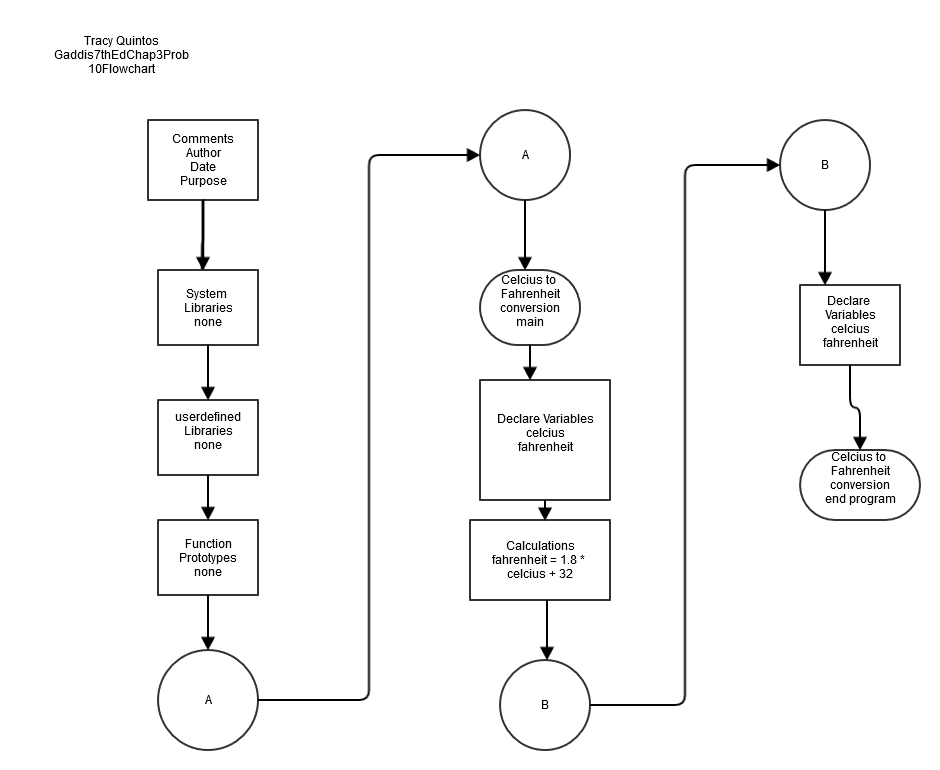 Tracy Quintos
Gaddis7thEdChap3Prob
10Flowchart
Comments
Author
Date
Purpose
System
Libraries
none
userdefined
Libraries
none
Function
Prototypes
none
A
A
Celcius to
Fahrenheit
conversion
main
Declare Variables
celcius
fahrenheit
Calculations
fahrenheit = 1.8 *
celcius + 32
B
B
Declare
Variables
celcius
fahrenheit
Celcius to
Fahrenheit
conversion
end program